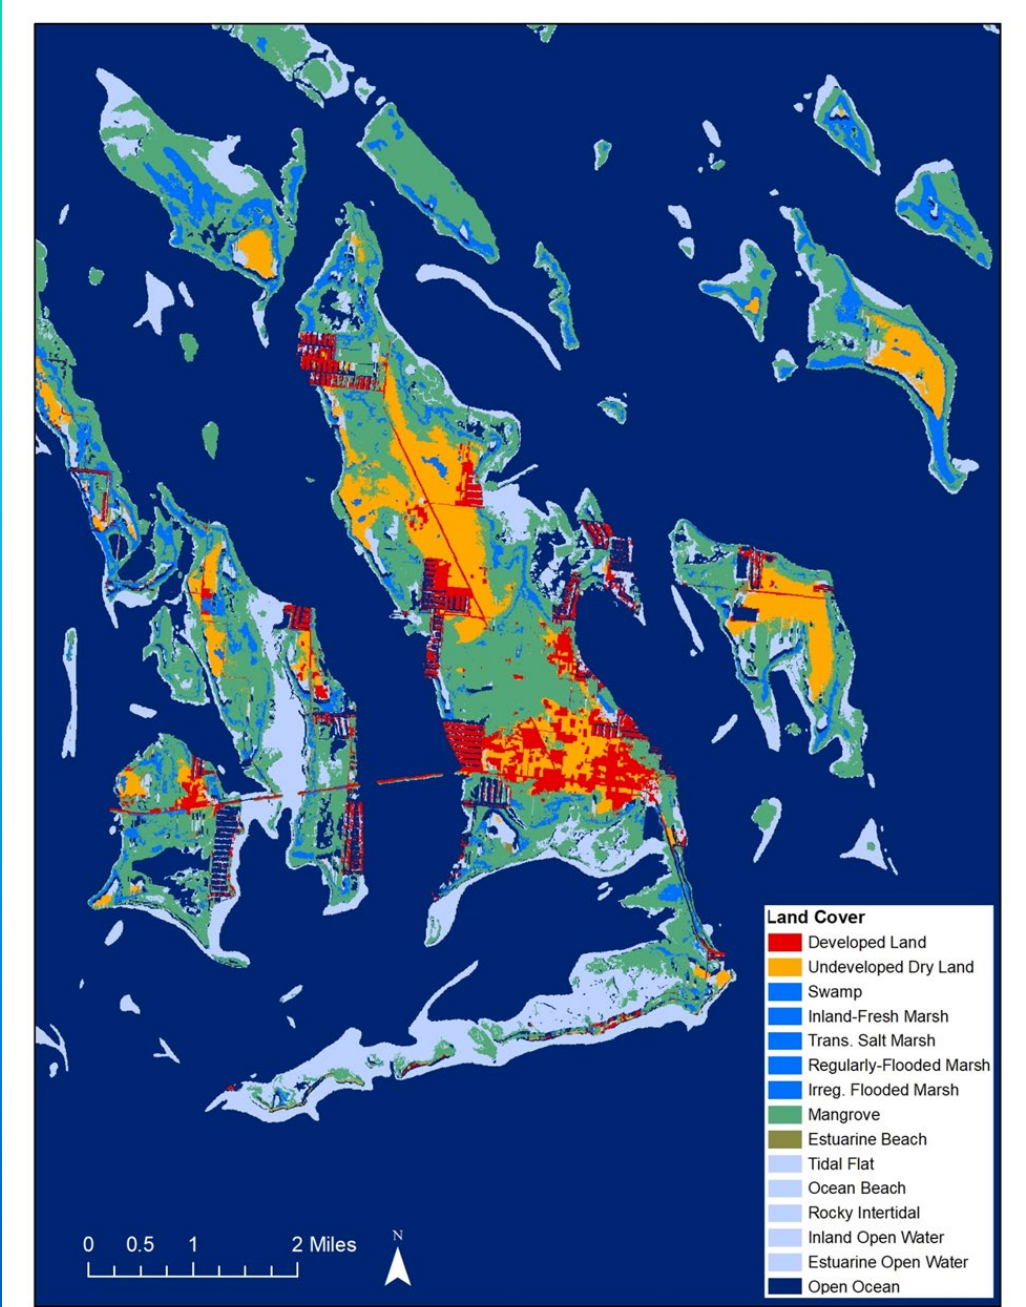 Land Cover
Developed Land
Undeveloped Dry Land
Swamp
Inland-Fresh Marsh
Trans. Salt Marsh
Regularly-Flooded Marsh
Irreg. Flooded Marsh
Mangrove
Estuarine Beach
Tidal Flat
Ocean Beach
Rocky Intertidal
Inland Open Water
Estuarine Open Water
Open Ocean
0 0.5 1 2 Miles
N